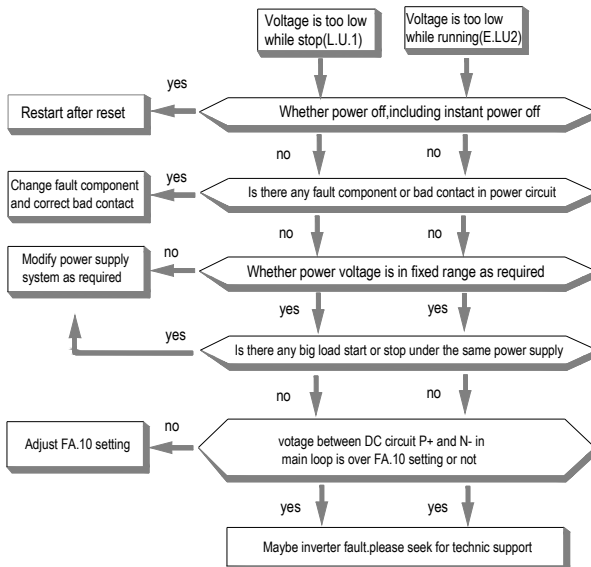 Voltage is too low
while stop(L.U.1)
Voltage is too low
while running(E.LU2)
yes
Restart after reset
Whether power off,including instant power off
no
no
yes
Change fault component
and correct bad contact
Is there any fault component or bad contact in power circuit
no
no
no
Modify power supply
system as required
Whether power voltage is in fixed range as required
yes
yes
yes
Is there any big load start or stop under the same power supply
no
no
no
Adjust FA.10 setting
votage between DC circuit P+ and N- in
main loop is over FA.10 setting or not
yes
yes
Maybe inverter fault.please seek for technic support